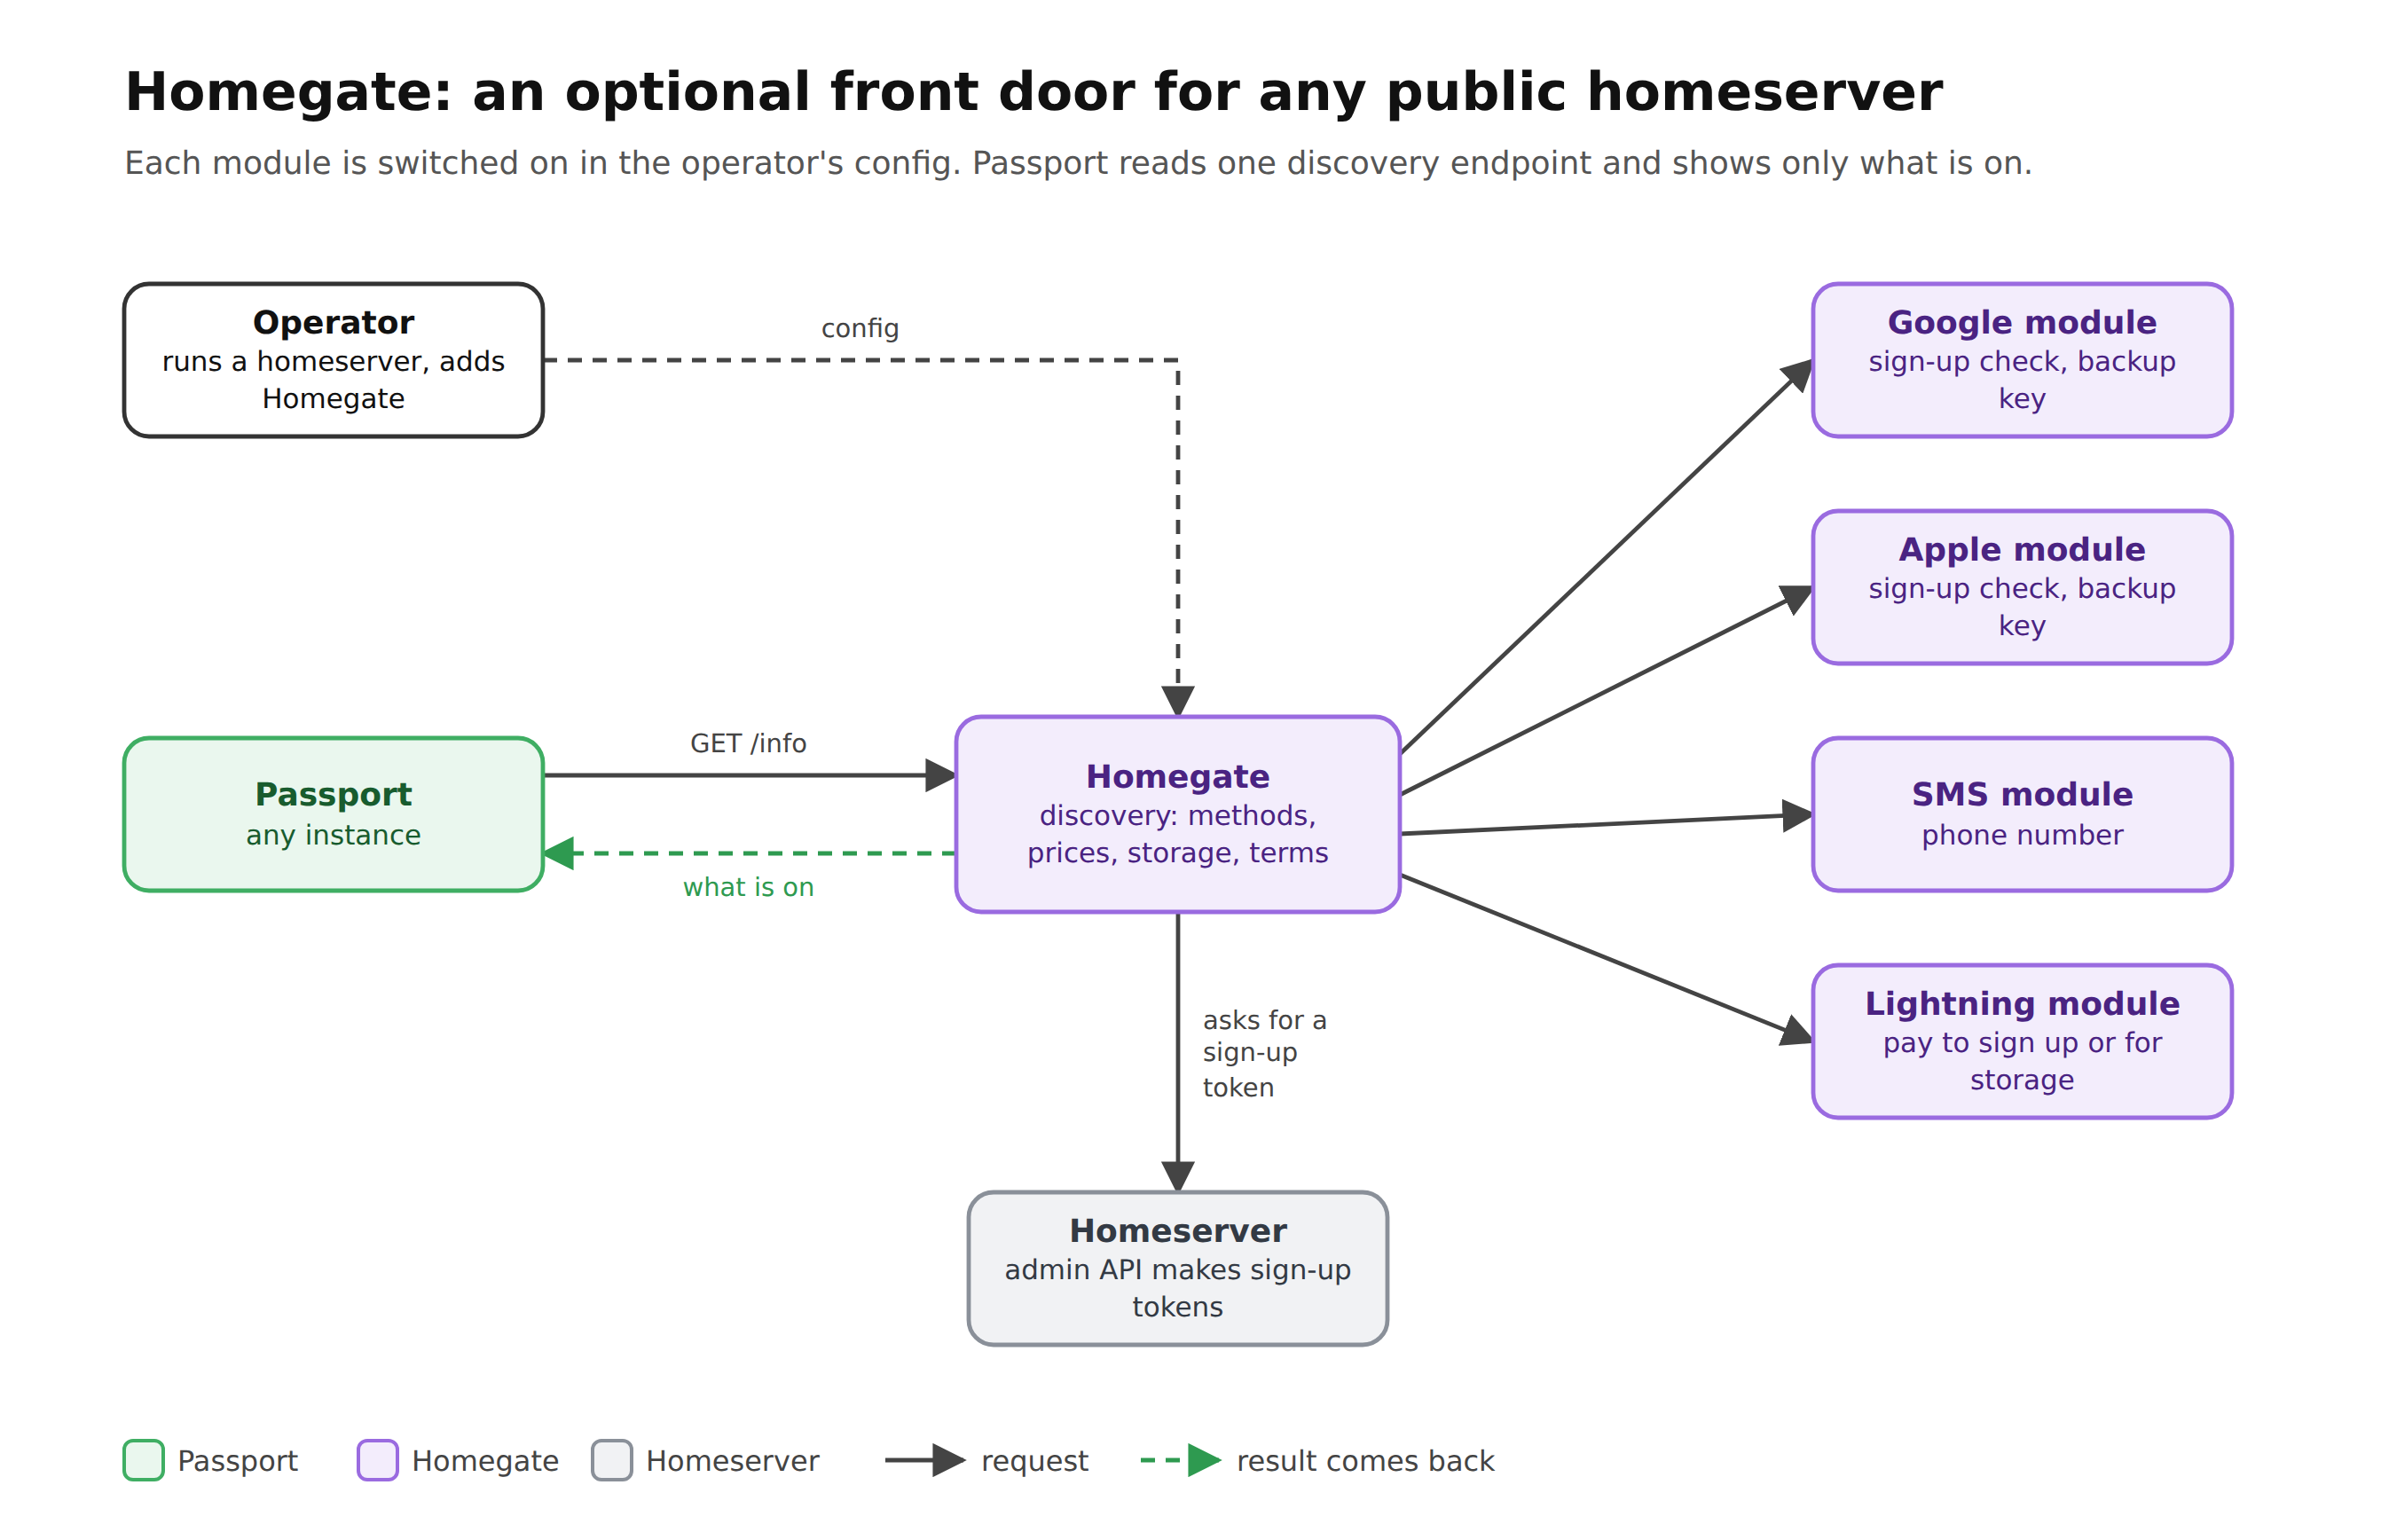 Homegate: an optional front door for any public homeserver
Each module is switched on in the operator's config. Passport reads one discovery endpoint and shows only what is on.
Operator
runs a homeserver, adds
Homegate
config
Google module
sign-up check, backup
key
Apple module
sign-up check, backup
key
Passport
any instance
GET /info
what is on
Homegate
discovery: methods,
prices, storage, terms
SMS module
phone number
Lightning module
pay to sign up or for
storage
asks for a
sign-up
token
Homeserver
admin API makes sign-up
tokens
Passport
Homegate
Homeserver
request
result comes back